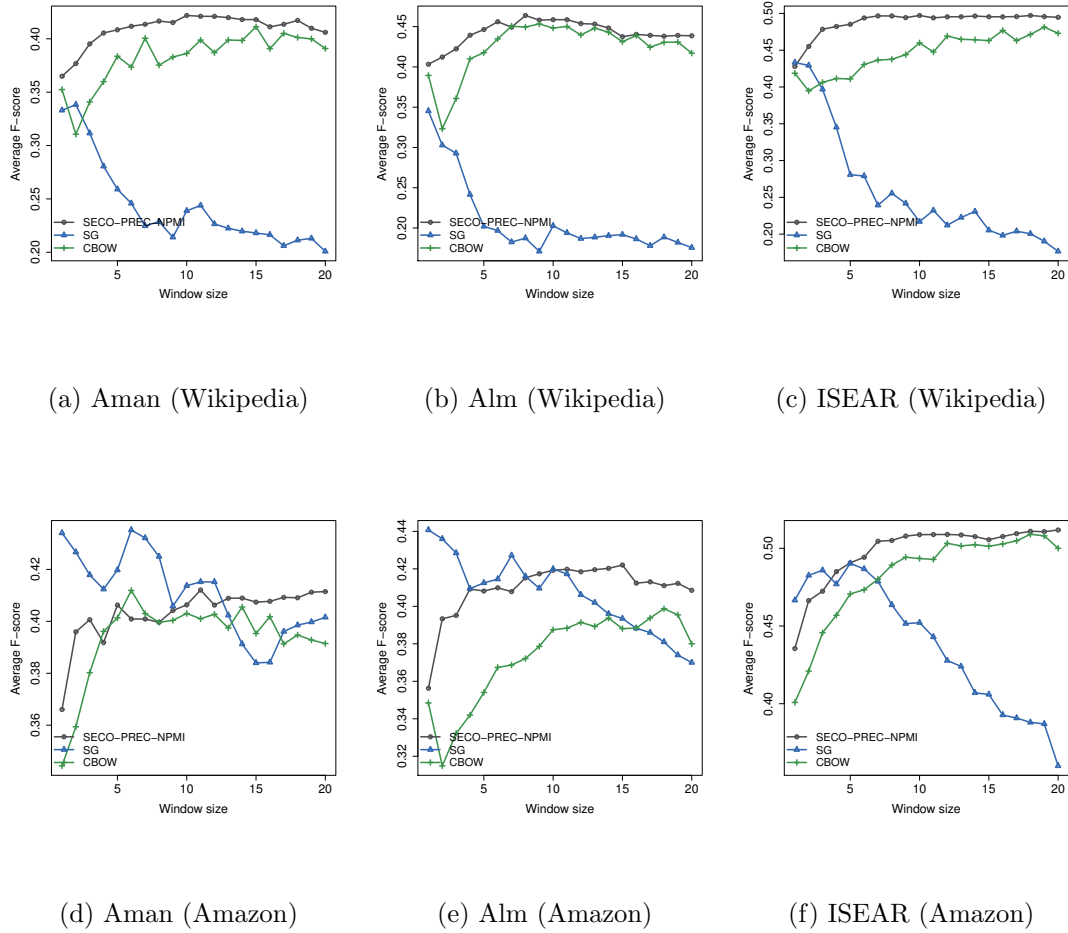 Average F−score
0.20 0.25 0.30 0.35 0.40
SECO−PREC−NPMI
SG
CBOW
5 10 15 20
Window size
(a) Aman (Wikipedia)
Average F−score
0.20 0.25 0.30 0.35 0.40 0.45
SECO−PREC−NPMI
SG
CBOW
5 10 15 20
Window size
(b) Alm (Wikipedia)
Average F−score
0.20 0.25 0.30 0.35 0.40 0.45 0.50
SECO−PREC−NPMI
SG
CBOW
5 10 15 20
Window size
(c) ISEAR (Wikipedia)
Average F−score
0.36 0.38 0.40 0.42
SECO−PREC−NPMI
SG
CBOW
5 10 15 20
Window size
(d) Aman (Amazon)
Average F−score
0.32 0.34 0.36 0.38 0.40 0.42 0.44
SECO−PREC−NPMI
SG
CBOW
5 10 15 20
Window size
(e) Alm (Amazon)
Average F−score
0.40 0.45 0.50
SECO−PREC−NPMI
SG
CBOW
5 10 15 20
Window size
(f) ISEAR (Amazon)